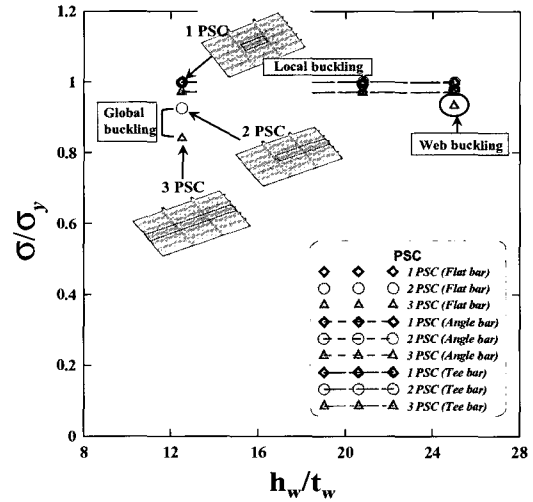 1.2
1
0.8
0.6
0.4
0.2
0
σ/σy
12
16
20
24
28
8
hw/tw
1 PSC
Local buckling
Global
buckling
2 PSC
3 PSC
Web buckling
PSC
1 PSC (Flat bar)
2 PSC (Flat bar)
3 PSC (Flat bar)
1 PSC (Angle bar)
2 PSC (Angle bar)
3 PSC (Angle bar)
1 PSC (Tee bar)
2 PSC (Tee bar)
3 PSC (Tee bar)